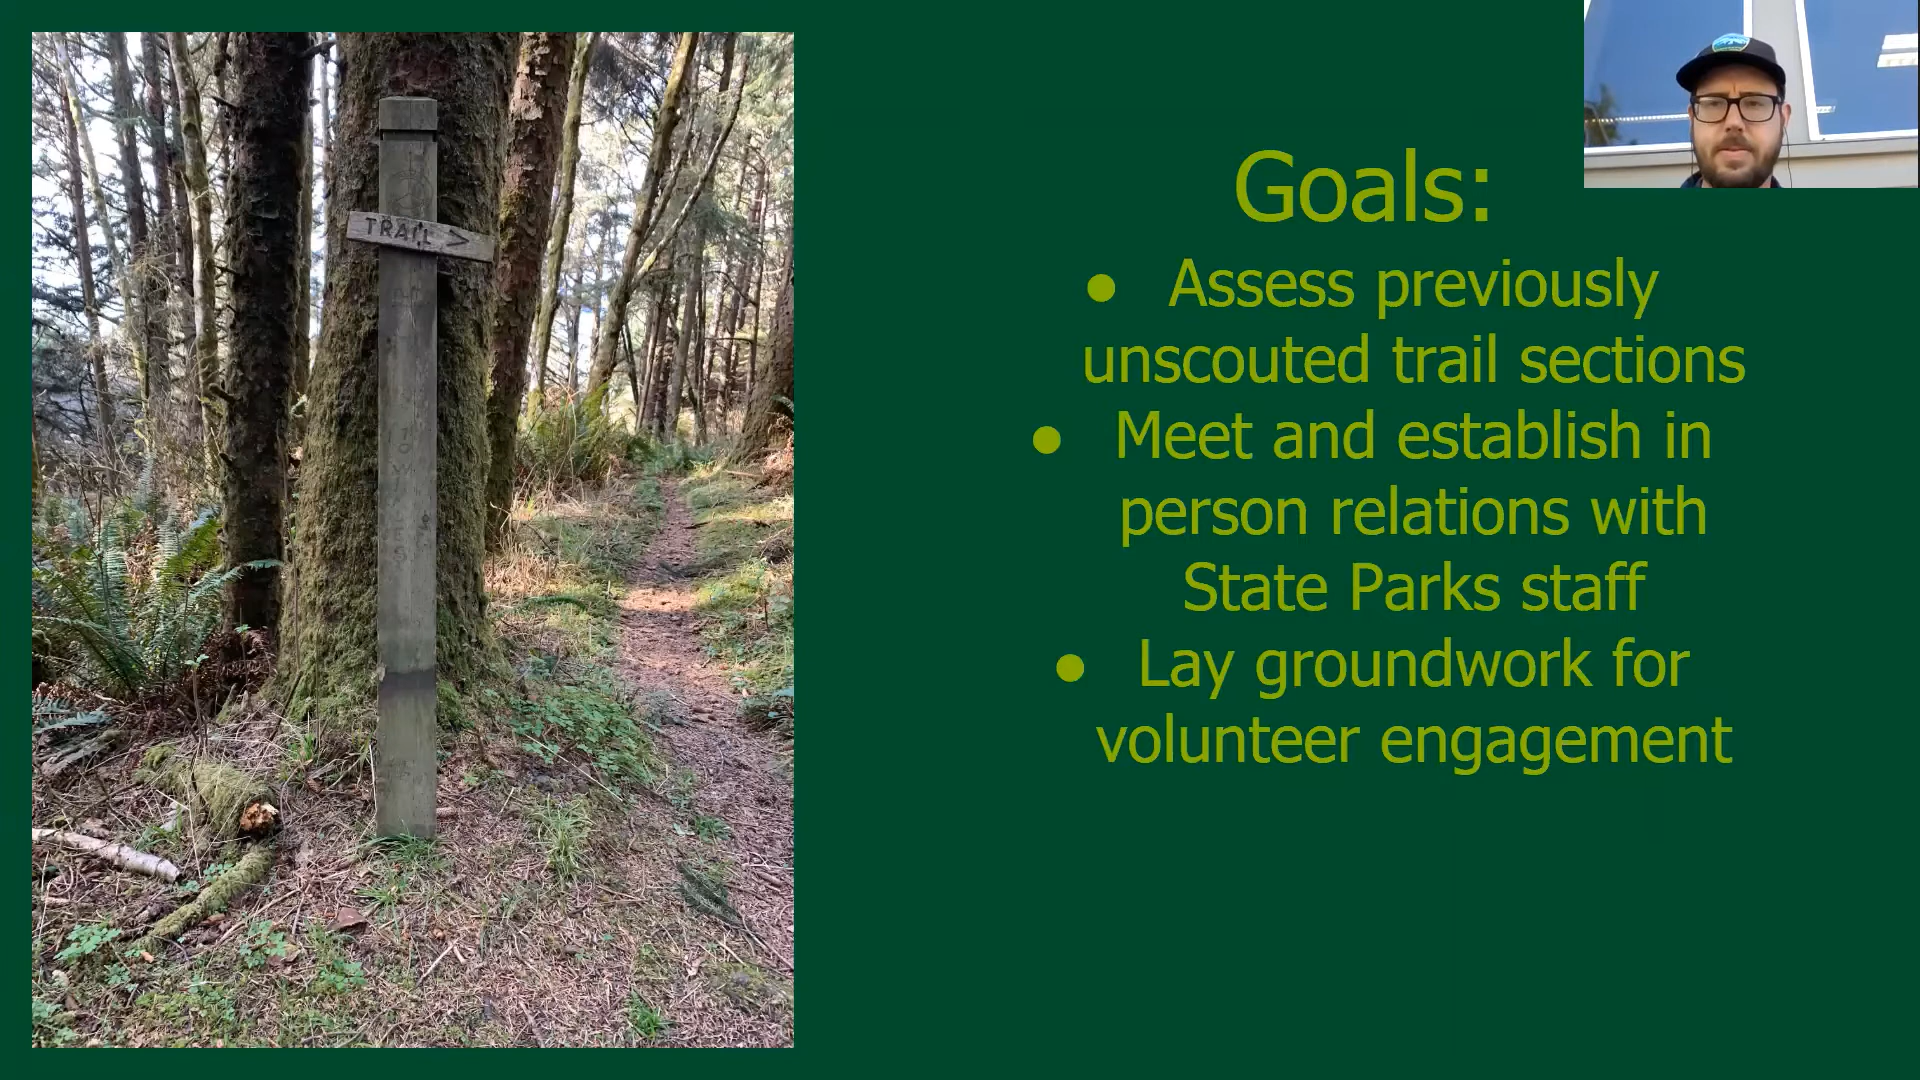 TRAIL >
Goals:
● Assess previously
unscouted trail sections
● Meet and establish in
person relations with
State Parks staff
● Lay groundwork for
volunteer engagement